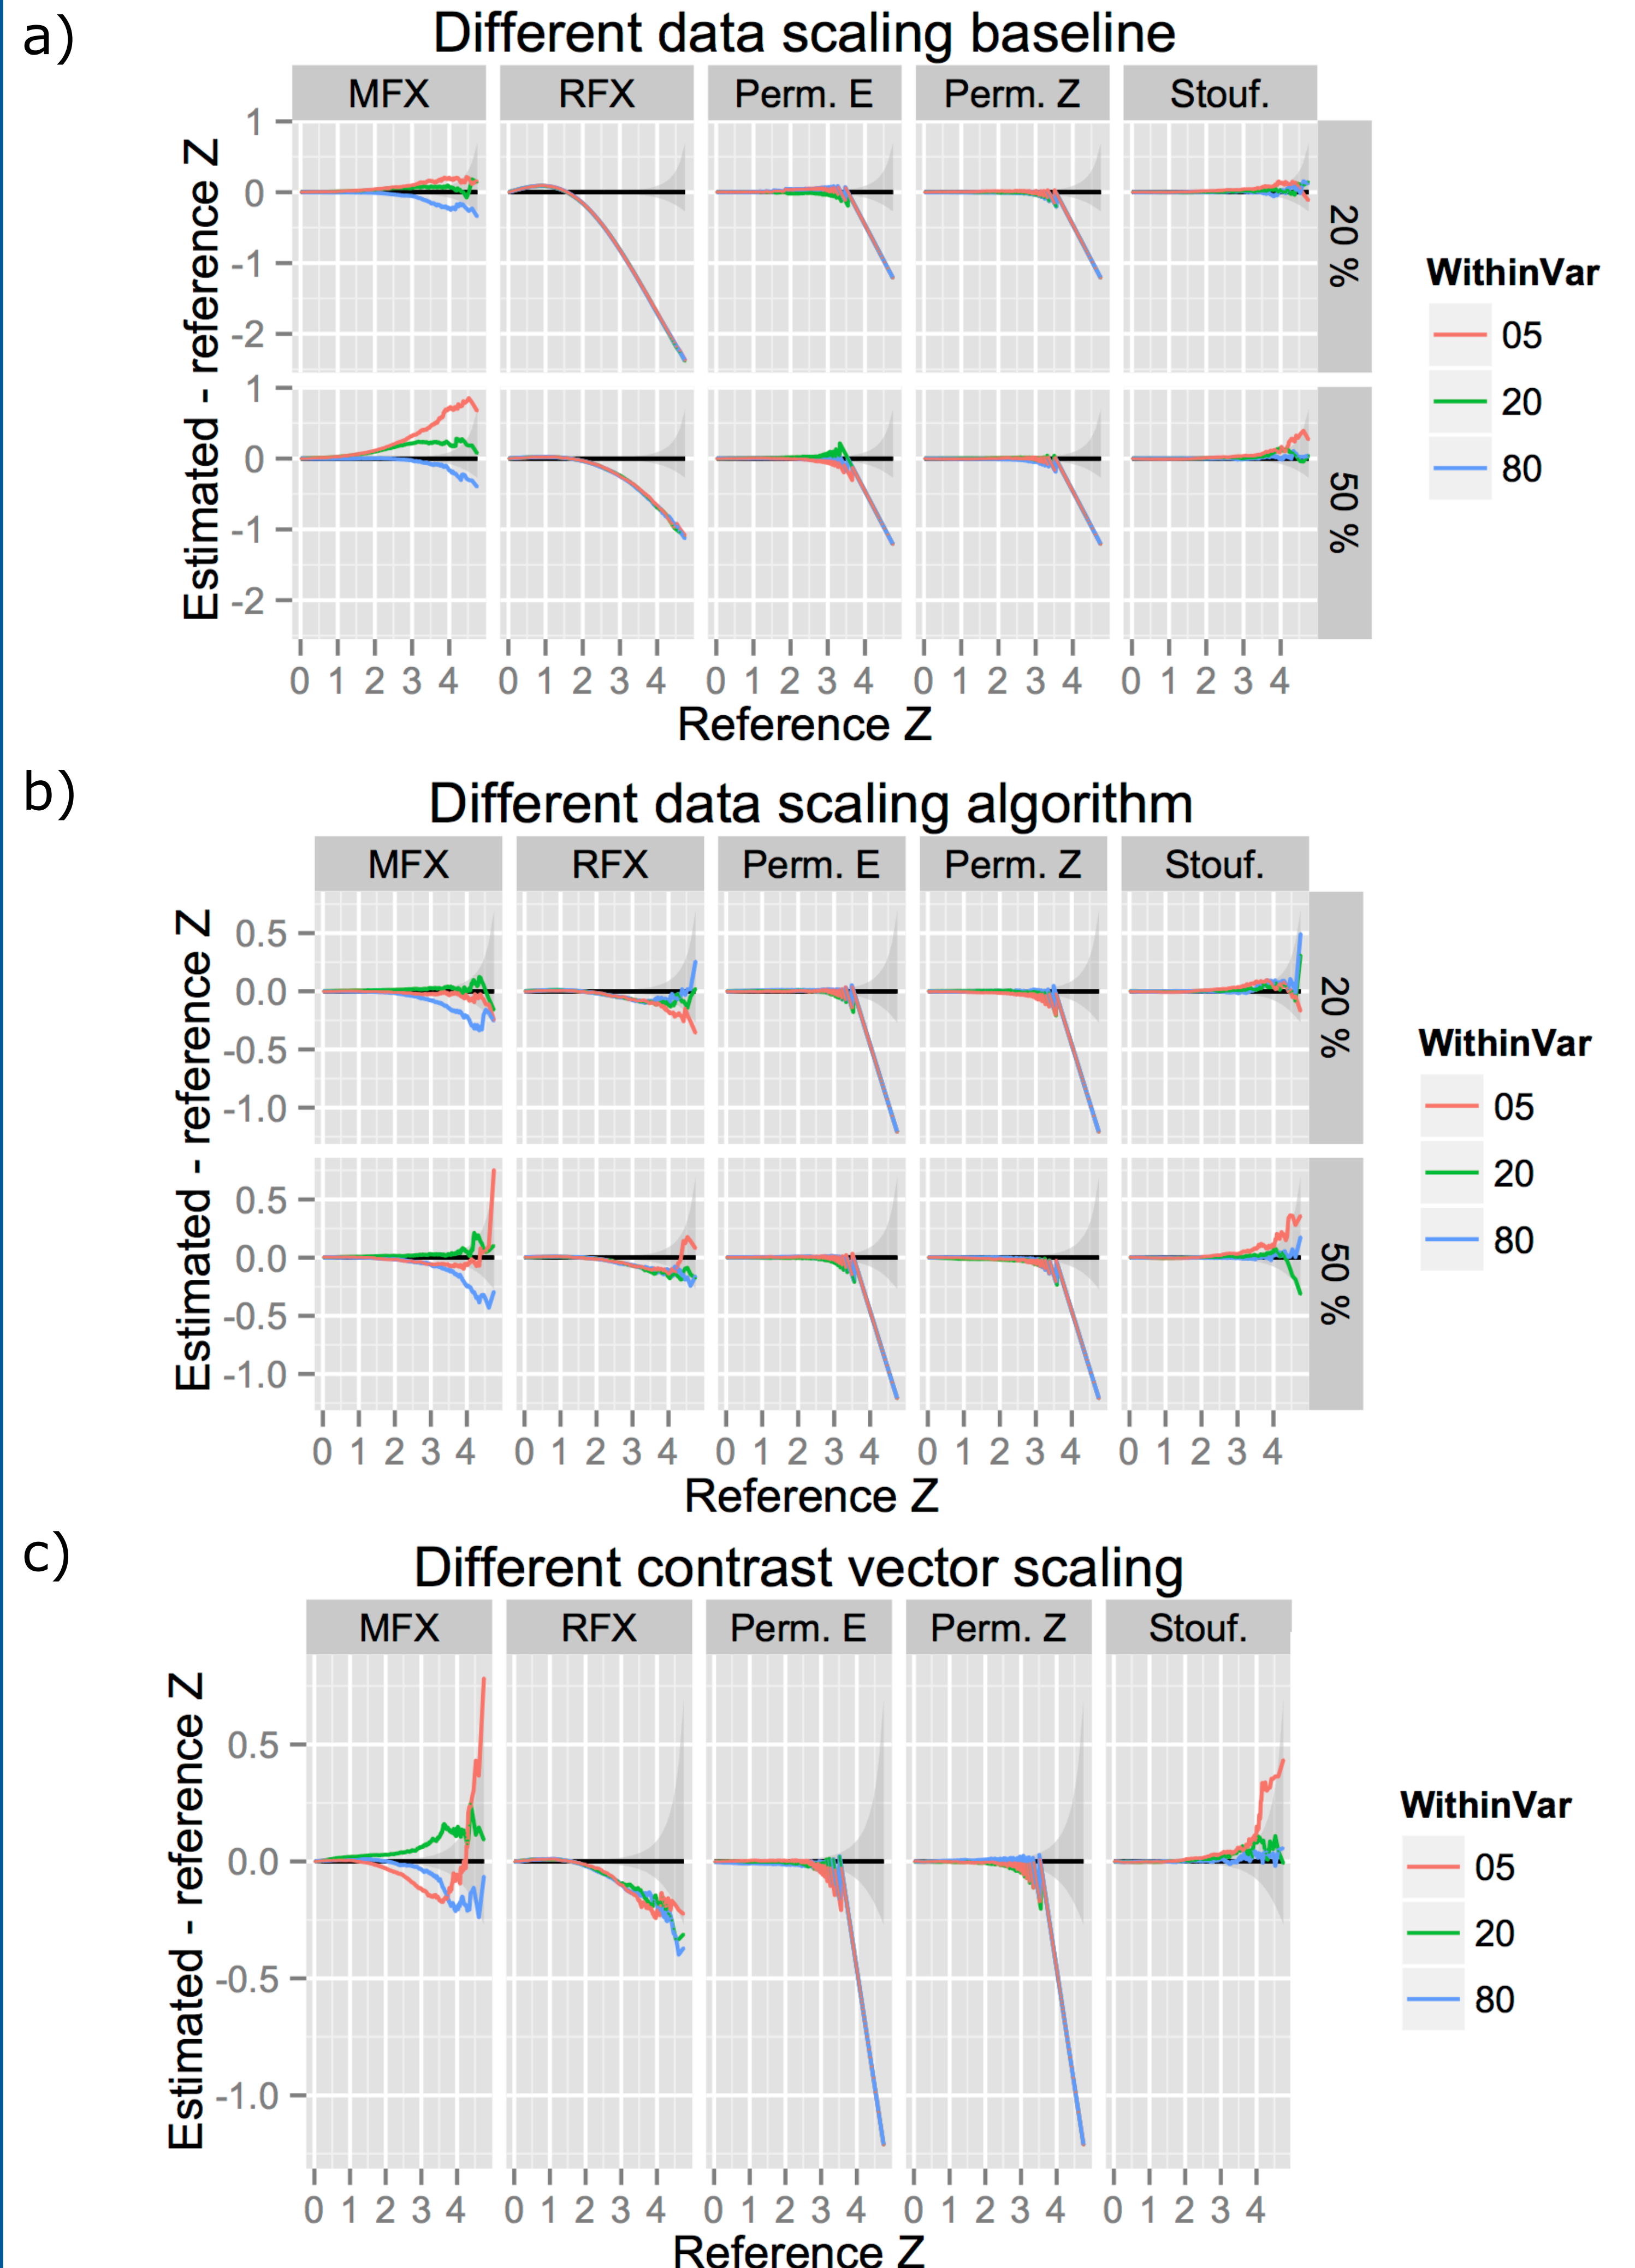 a)
Different data scaling baseline
MFX RFX Perm. E Perm. Z Stouf.
Estimated - reference Z
1
0
-1
-2
20 %
1
0
-1
-2
50 %
0 1 2 3 4 0 1 2 3 4 0 1 2 3 4 0 1 2 3 4 0 1 2 3 4
Reference Z
WithinVar
05
20
80
b)
Different data scaling algorithm
MFX RFX Perm. E Perm. Z Stouf.
Estimated - reference Z
0.5
0.0
-0.5
-1.0
20 %
0.5
0.0
-0.5
-1.0
50 %
0 1 2 3 4 0 1 2 3 4 0 1 2 3 4 0 1 2 3 4 0 1 2 3 4
Reference Z
WithinVar
05
20
80
c)
Different contrast vector scaling
MFX RFX Perm. E Perm. Z Stouf.
Estimated - reference Z
0.5
0.0
-0.5
-1.0
0 1 2 3 4 0 1 2 3 4 0 1 2 3 4 0 1 2 3 4 0 1 2 3 4
Reference Z
WithinVar
05
20
80